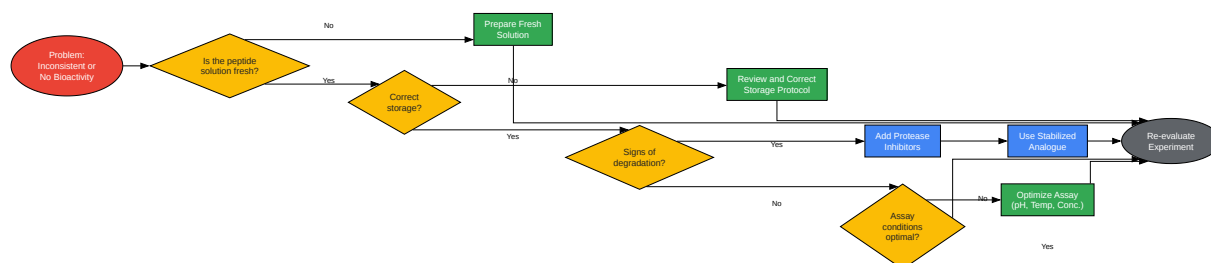 Problem:
Inconsistent or
No Bioactivity
Is the peptide
solution fresh?
No
Prepare Fresh
Solution
Yes
Correct
storage?
No
Review and Correct
Storage Protocol
Yes
Signs of
degradation?
Yes
Add Protease
Inhibitors
Use Stabilized
Analogue
Re-evaluate
Experiment
No
Assay
conditions
optimal?
No
Optimize Assay
(pH, Temp, Conc.)
Yes